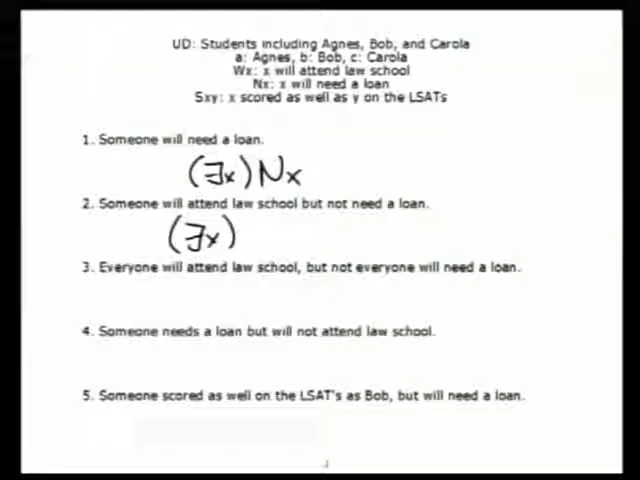 UD: Students including Agnes, Bob, and Carola
a: Agnes, b: Bob, c: Carola
Wx: x will attend law school
Nx: x will need a loan
Sxy: x scored as well as y on the LSATs
1. Someone will need a loan.
(∃x)Nx
2. Someone will attend law school but not need a loan.
(∃x)
3. Everyone will attend law school, but not everyone will need a loan.
4. Someone needs a loan but will not attend law school.
5. Someone scored as well on the LSAT's as Bob, but will need a loan.